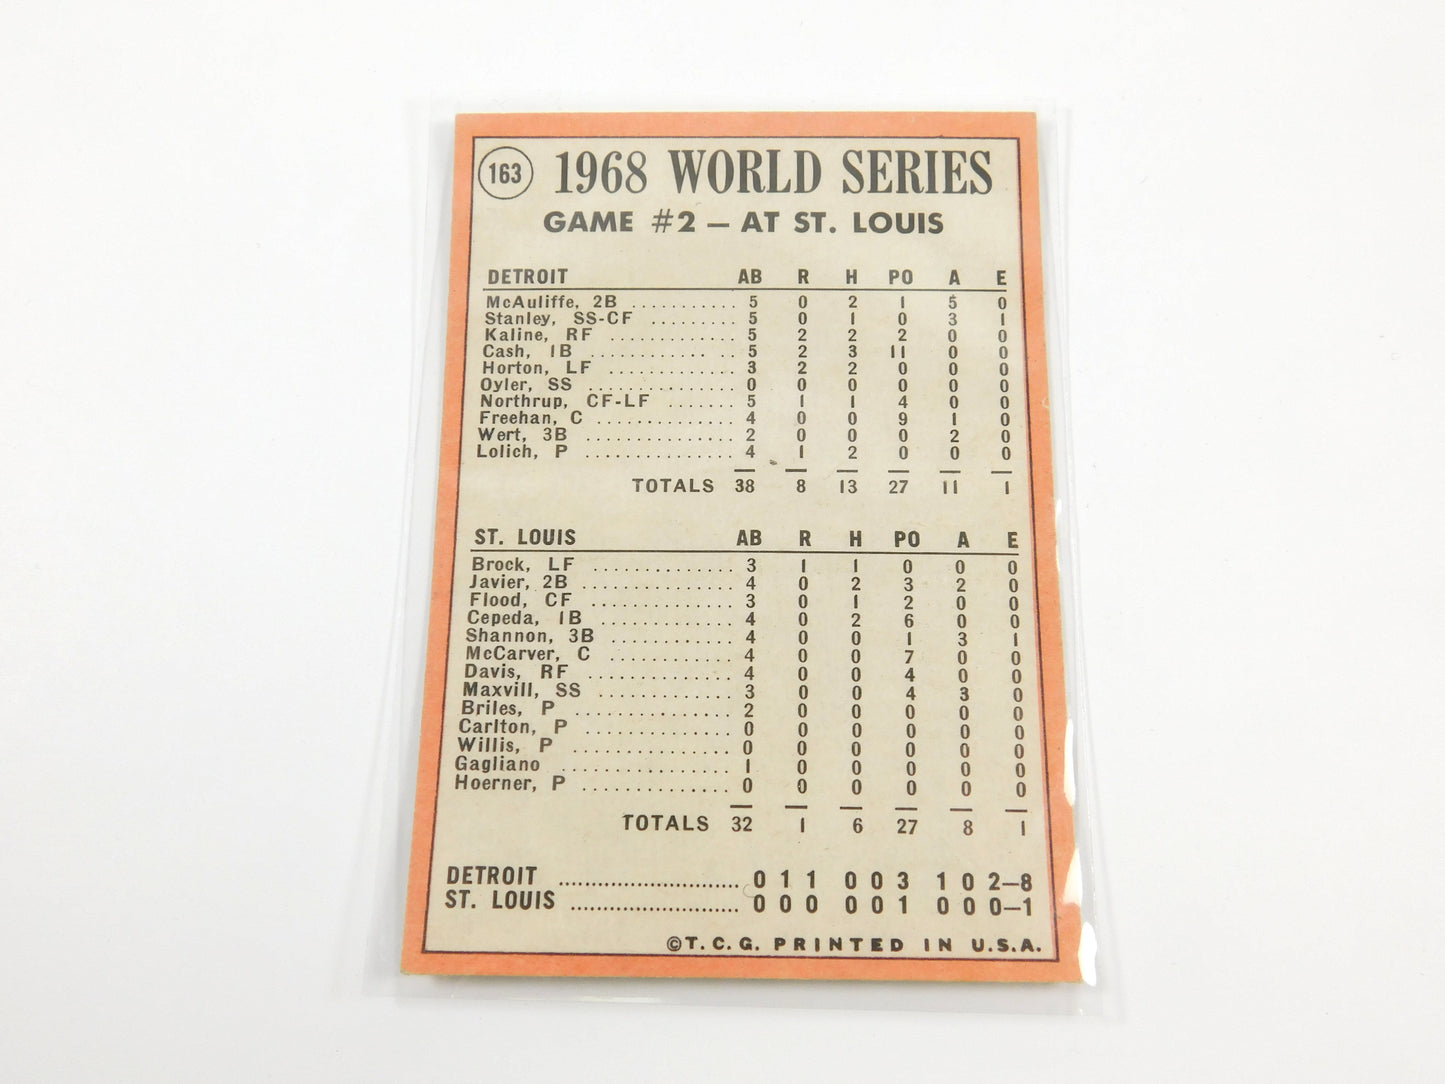 163 1968 WORLD SERIES
GAME #2 — AT ST. LOUIS
DETROIT AB R H PO A E
McAuliffe, 2B ........... 5 0 2 1 5 0
Stanley, SS-CF ......... 5 0 1 0 3 1
Kaline, RF ............. 5 2 2 2 0 0
Cash, 1B ............ .. 5 2 3 11 0 0
Horton, LF ............. 3 2 2 0 0 0
Oyler, SS ............... 0 0 0 0 0 0
Northrup, CF-LF ....... 5 1 1 4 0 0
Freehan, C .............. 4 0 0 9 1 0
Wert, 3B ............... 2 0 0 0 2 0
Lolich, P ............... 4 1 2 0 0 0
TOTALS 38 8 13 27 11 1
ST. LOUIS AB R H PO A E
Brock, LF .............. 3 1 1 0 0 0
Javier, 2B ............... 4 0 2 3 2 0
Flood, CF .............. 3 0 1 2 0 0
Cepeda, 1B ............. 4 0 2 6 0 0
Shannon, 3B ............ 4 0 0 1 3 1
McCarver, C ............ 4 0 0 7 0 0
Davis, RF ............... 4 0 0 4 0 0
Maxvill, SS ............. 3 0 0 4 3 0
Briles, P ................ 2 0 0 0 0 0
Carlton, P ............... 0 0 0 0 0 0
Willis, P ................ 0 0 0 0 0 0
Gagliano ................. 1 0 0 0 0 0
Hoerner, P .............. 0 0 0 0 0 0
TOTALS 32 1 6 27 8 1
DETROIT ............................ 0 1 1 0 0 3 1 0 2—8
ST. LOUIS .......................... 0 0 0 0 0 1 0 0 0—1
©T.C.G. PRINTED IN U.S.A.